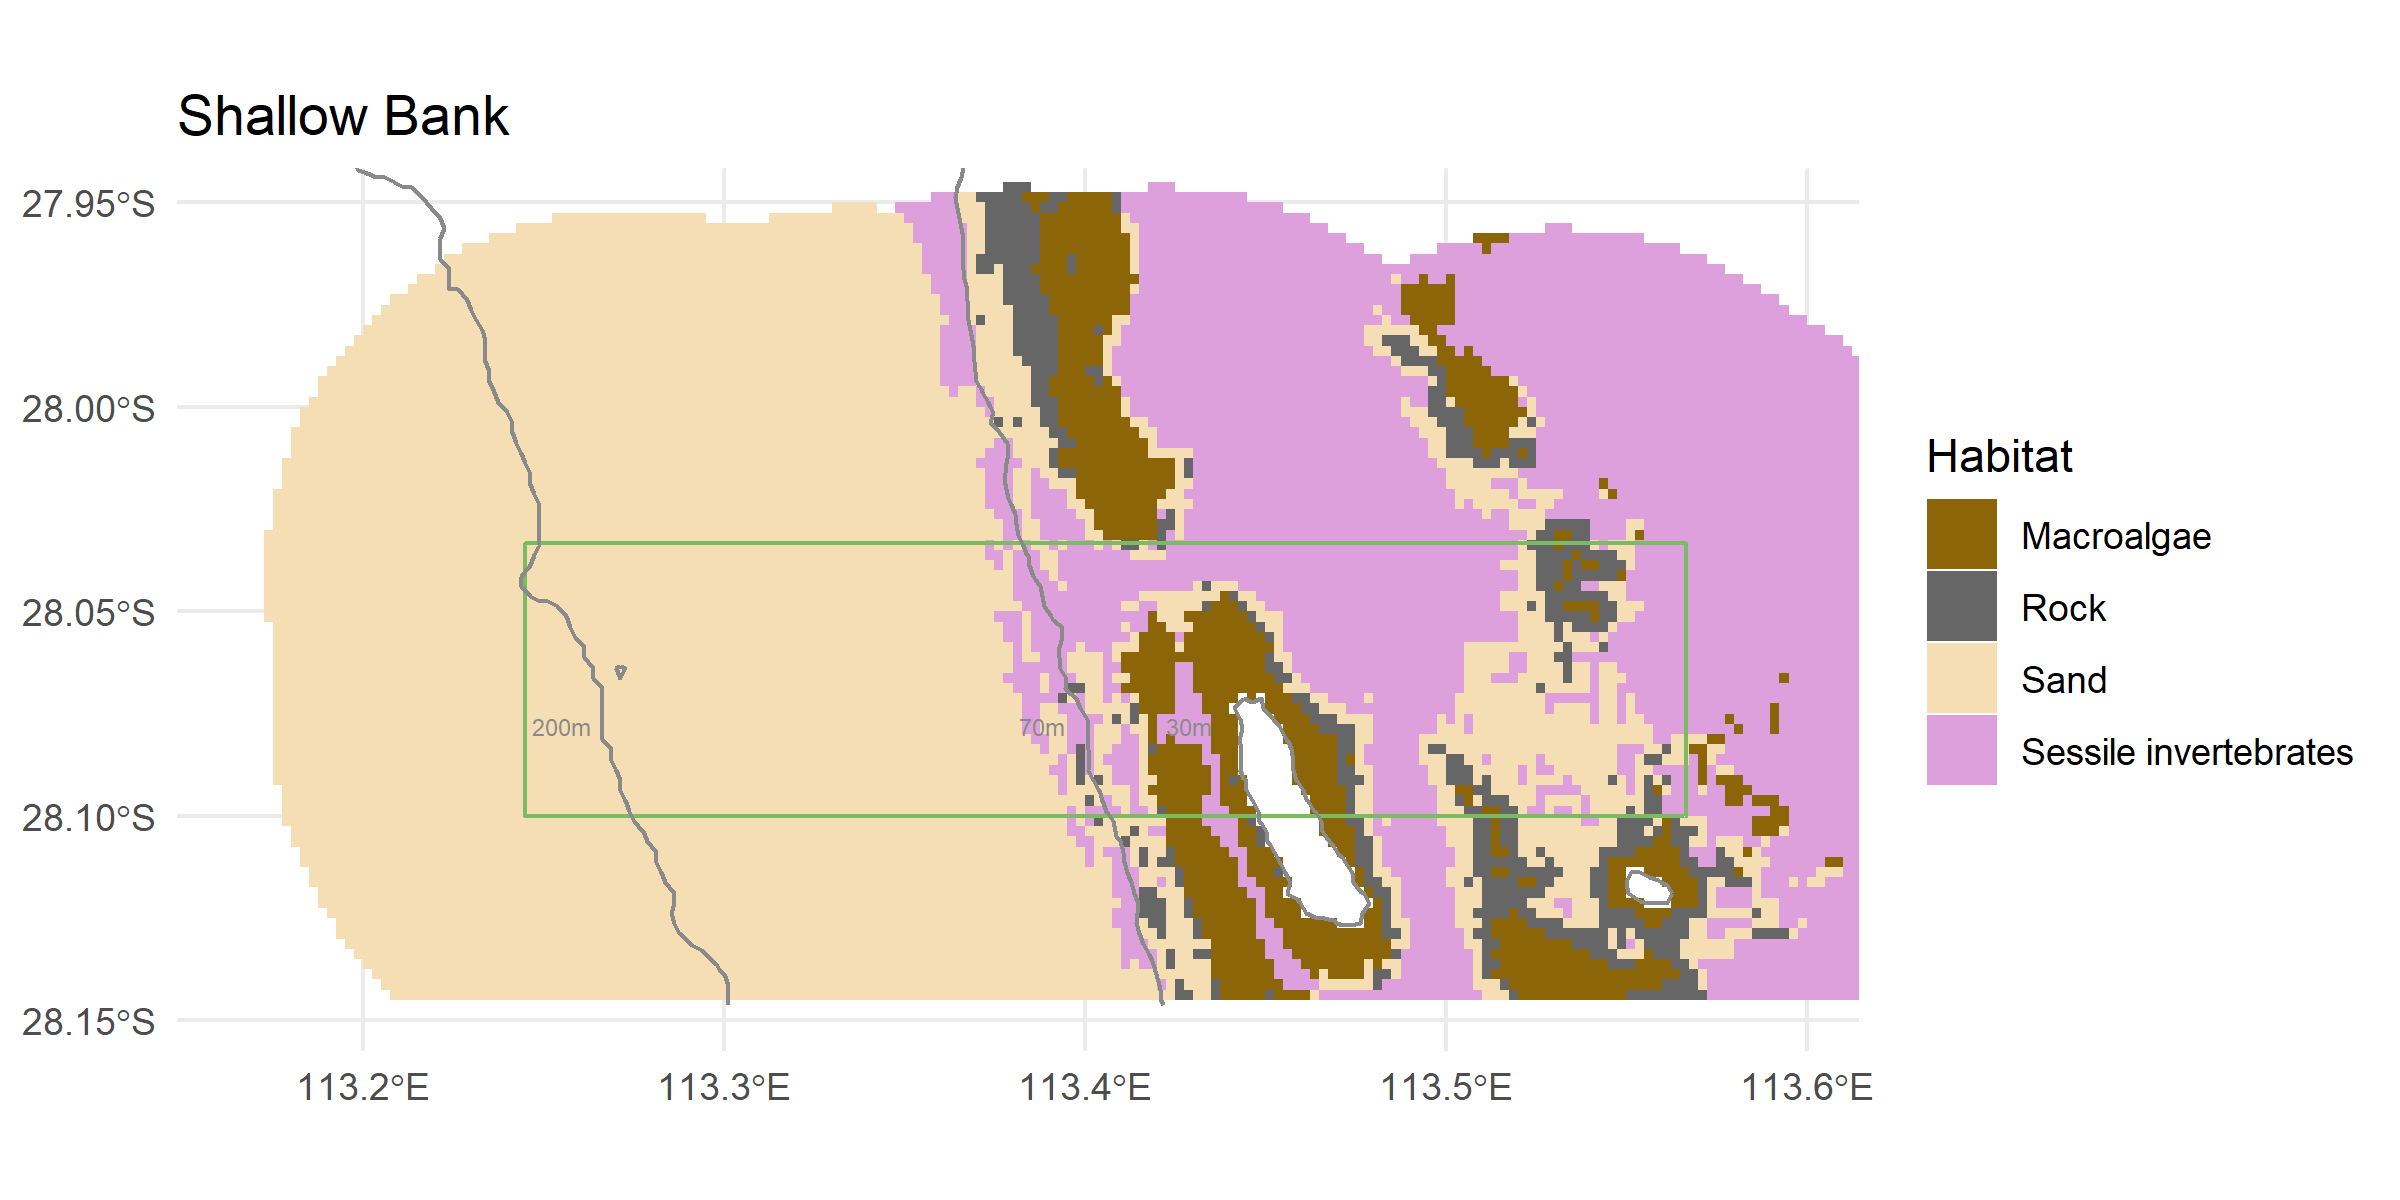 Shallow Bank
27.95°S
28.00°S
28.05°S
28.10°S
28.15°S
200m
70m
30m
113.2°E
113.3°E
113.4°E
113.5°E
113.6°E
Habitat
Macroalgae
Rock
Sand
Sessile invertebrates